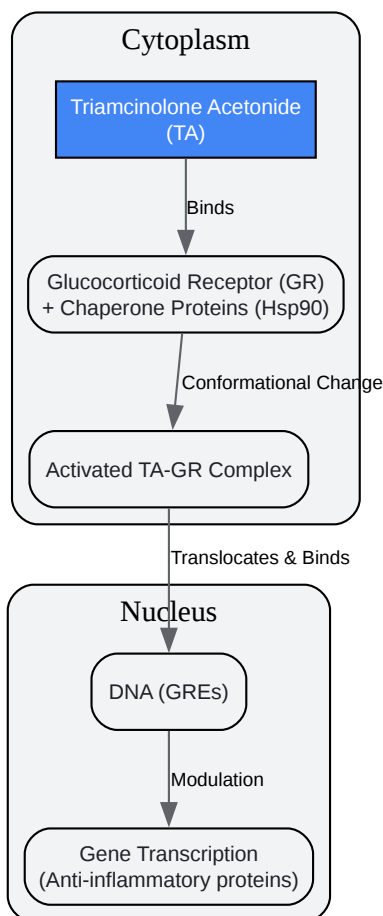 Cytoplasm
Triamcinolone Acetonide
(TA)
Binds
Glucocorticoid Receptor (GR)
+ Chaperone Proteins (Hsp90)
Conformational Change
Activated TA-GR Complex
Translocates & Binds
Nucleus
DNA (GREs)
Modulation
Gene Transcription
(Anti-inflammatory proteins)